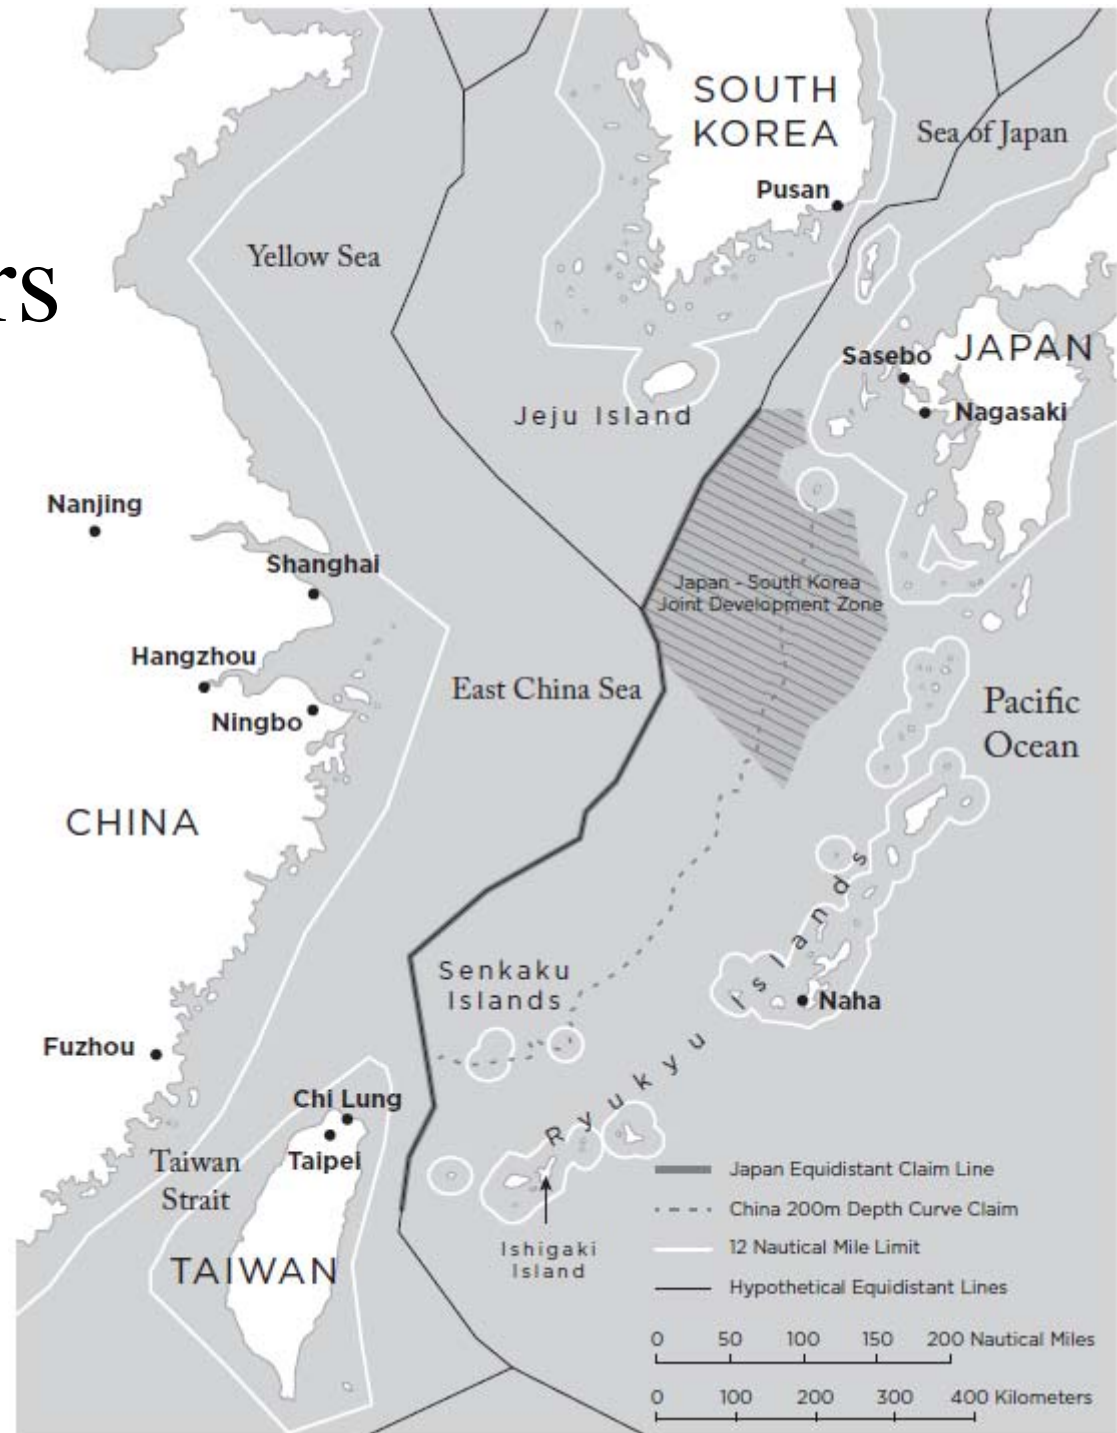 SOUTH
KOREA
Sea of Japan
Pusan
Yellow Sea
rs
Sasebo
JAPAN
Jeju Island
Nagasaki
Nanjing
Shanghai
Japan - South Korea
Joint Development Zone
Hangzhou
East China Sea
Ningbo
Pacific
Ocean
CHINA
Senkaku
Islands
Ryukyu Islands
Naha
Fuzhou
Chi Lung
Taipei
Taiwan
Strait
TAIWAN
Ishigaki
Island
Japan Equidistant Claim Line
China 200m Depth Curve Claim
12 Nautical Mile Limit
Hypothetical Equidistant Lines
0 50 100 150 200 Nautical Miles
0 100 200 300 400 Kilometers